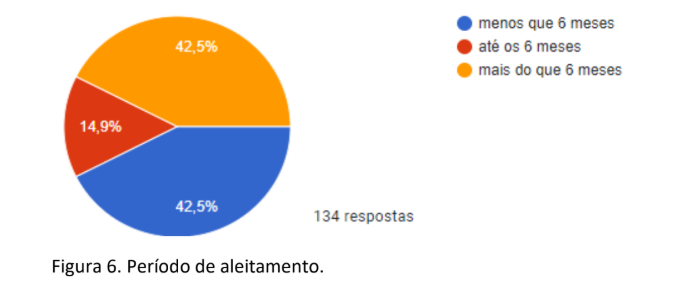 42,5%
menos que 6 meses
até os 6 meses
mais do que 6 meses
14,9%
42,5%
134 respostas
Figura 6. Período de aleitamento.